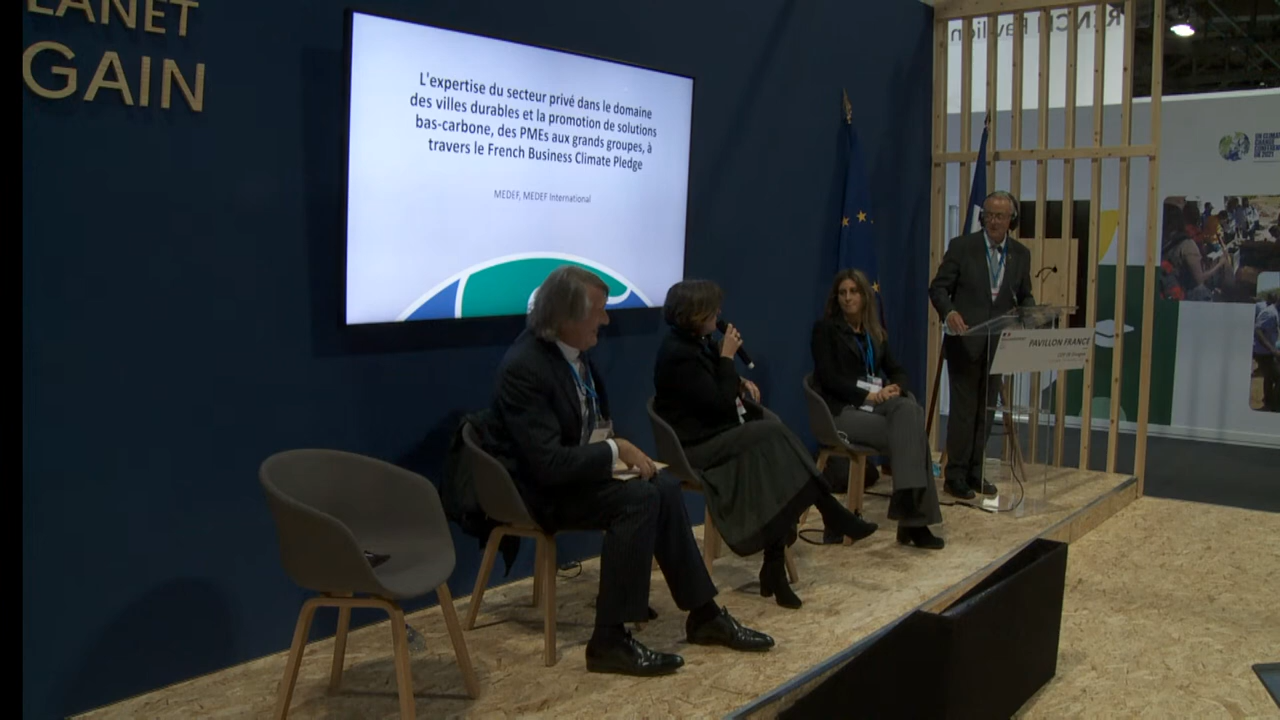 LANET
GAIN
L'expertise du secteur privé dans le domaine
des villes durables et la promotion de solutions
bas-carbone, des PMEs aux grands groupes, à
travers le French Business Climate Pledge
MEDEF, MEDEF International
PAVILLON FRANCE